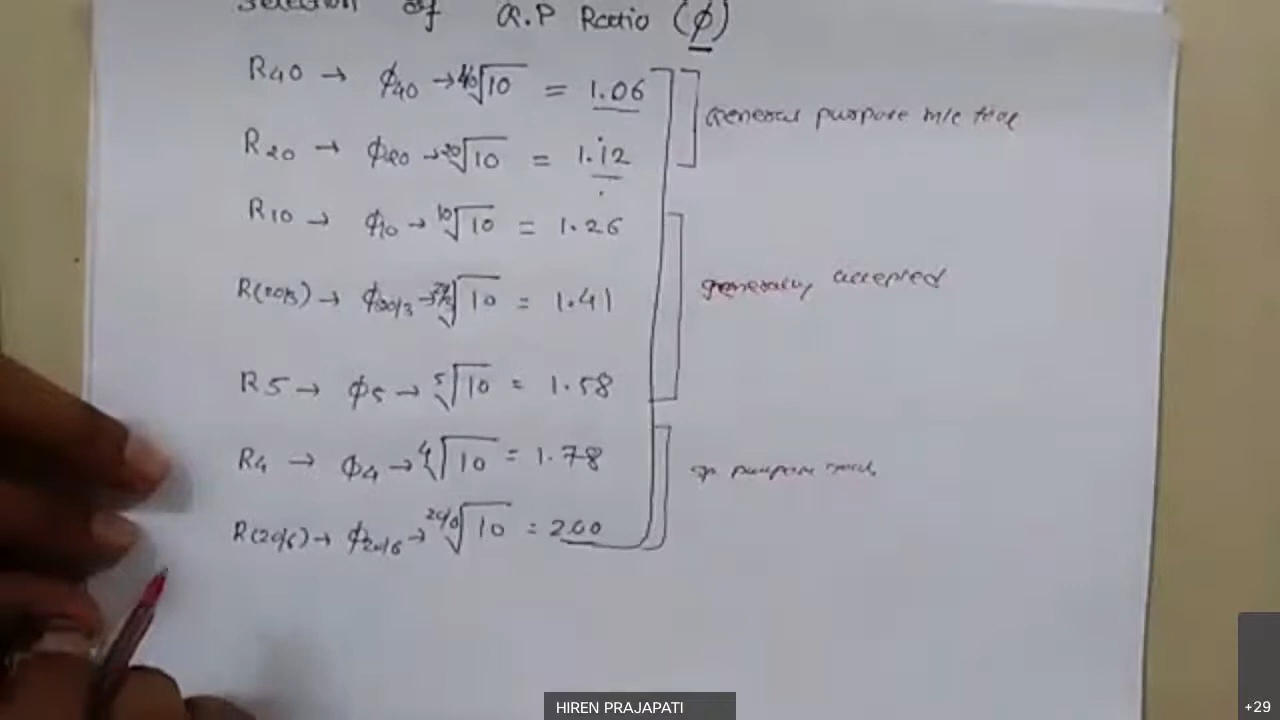 Selection of G.P Ratio (ϕ)
R40 → ϕ40 → ⁴⁰√10 = 1.06
General purpose m/c tool
R20 → ϕ20 → ²⁰√10 = 1.12
R10 → ϕ10 → ¹⁰√10 = 1.26
generally accepted
R(20/3) → ϕ20/3 → ²⁰/³√10 = 1.41
R5 → ϕ5 → ⁵√10 = 1.58
R4 → ϕ4 → ⁴√10 = 1.78
sp purpose
R(20/6) → ϕ20/6 → ²⁰/⁶√10 = 2.00
HIREN PRAJAPATI
+29